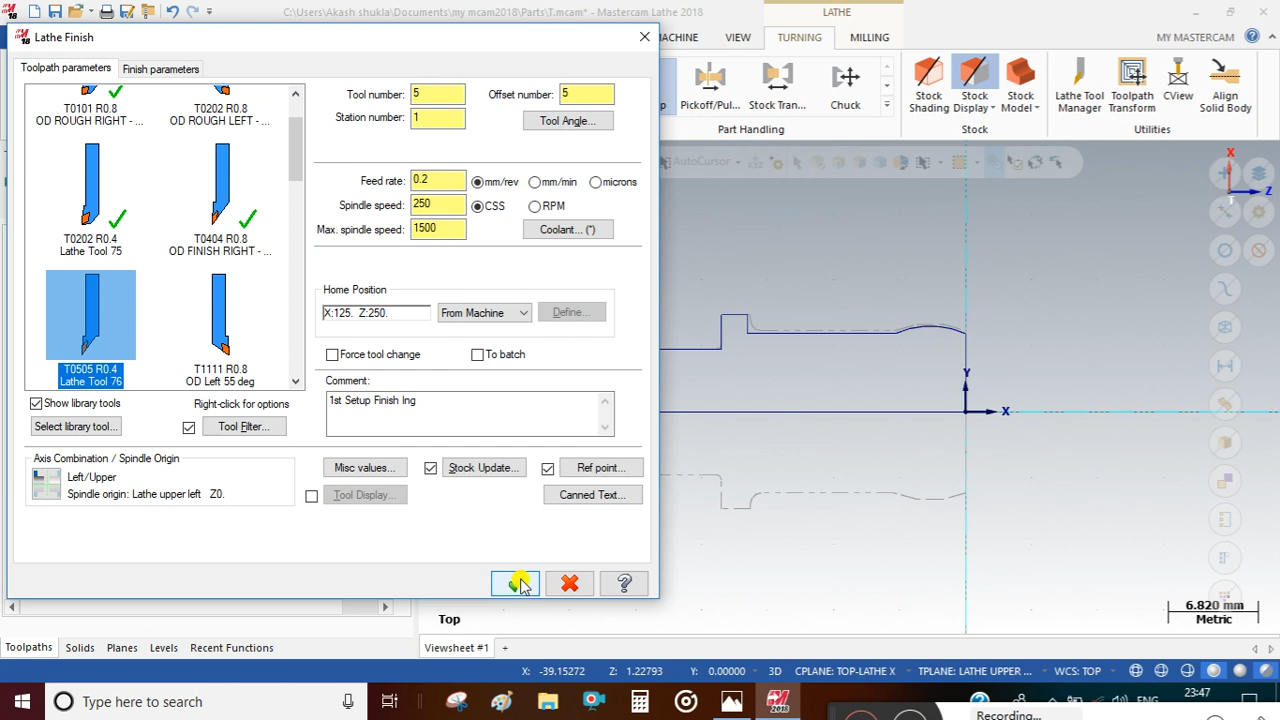 C:\Users\Akash shukla\Documents\my mcam2018\Parts\T.mcam* - Mastercam Lathe 2018
LATHE
MACHINE
VIEW
TURNING
MILLING
MY MASTERCAM
Pickoff/Pul...
Stock Tran...
Chuck
Part Handling
Stock Shading
Stock Display
Stock Model
Stock
Lathe Tool Manager
Toolpath Transform
CView
Align Solid Body
Utilities
AutoCursor
Lathe Finish
Toolpath parameters
Finish parameters
T0101 R0.8
OD ROUGH RIGHT - ...
T0202 R0.8
OD ROUGH LEFT - ...
T0202 R0.4
Lathe Tool 75
T0404 R0.8
OD FINISH RIGHT - ...
T0505 R0.4
Lathe Tool 76
T1111 R0.8
OD Left 55 deg
Show library tools
Right-click for options
Select library tool...
Tool Filter...
Axis Combination / Spindle Origin
Left/Upper
Spindle origin: Lathe upper left Z0.
Tool number: 5
Offset number: 5
Station number: 1
Tool Angle...
Feed rate: 0.2 mm/rev mm/min microns
Spindle speed: 250 CSS RPM
Max. spindle speed: 1500
Coolant... (*)
Home Position
X:125. Z:250.
From Machine
Define...
Force tool change
To batch
Comment:
1st Setup Finish lng
Misc values...
Stock Update...
Ref point...
Tool Display...
Canned Text...
X
Z
Y
X
Top
6.820 mm
Metric
Toolpaths
Solids
Planes
Levels
Recent Functions
Viewsheet #1
+
X: -39.15272 Z: 1.22793 Y: 0.00000 3D CPLANE: TOP-LATHE X TPLANE: LATHE UPPER ... WCS: TOP
Type here to search
ENG
23:47
Recording...